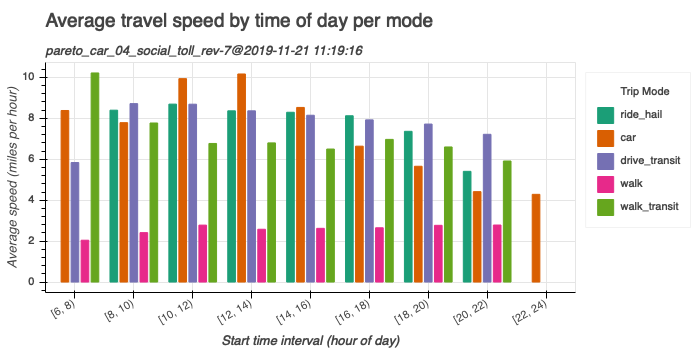 Average travel speed by time of day per mode
pareto_car_04_social_toll_rev-7@2019-11-21 11:19:16
Average speed (miles per hour)
10
8
6
4
2
0
[6, 8)
[8, 10)
[10, 12)
[12, 14)
[14, 16)
[16, 18)
[18, 20)
[20, 22)
[22, 24)
Start time interval (hour of day)
Trip Mode
ride_hail
car
drive_transit
walk
walk_transit